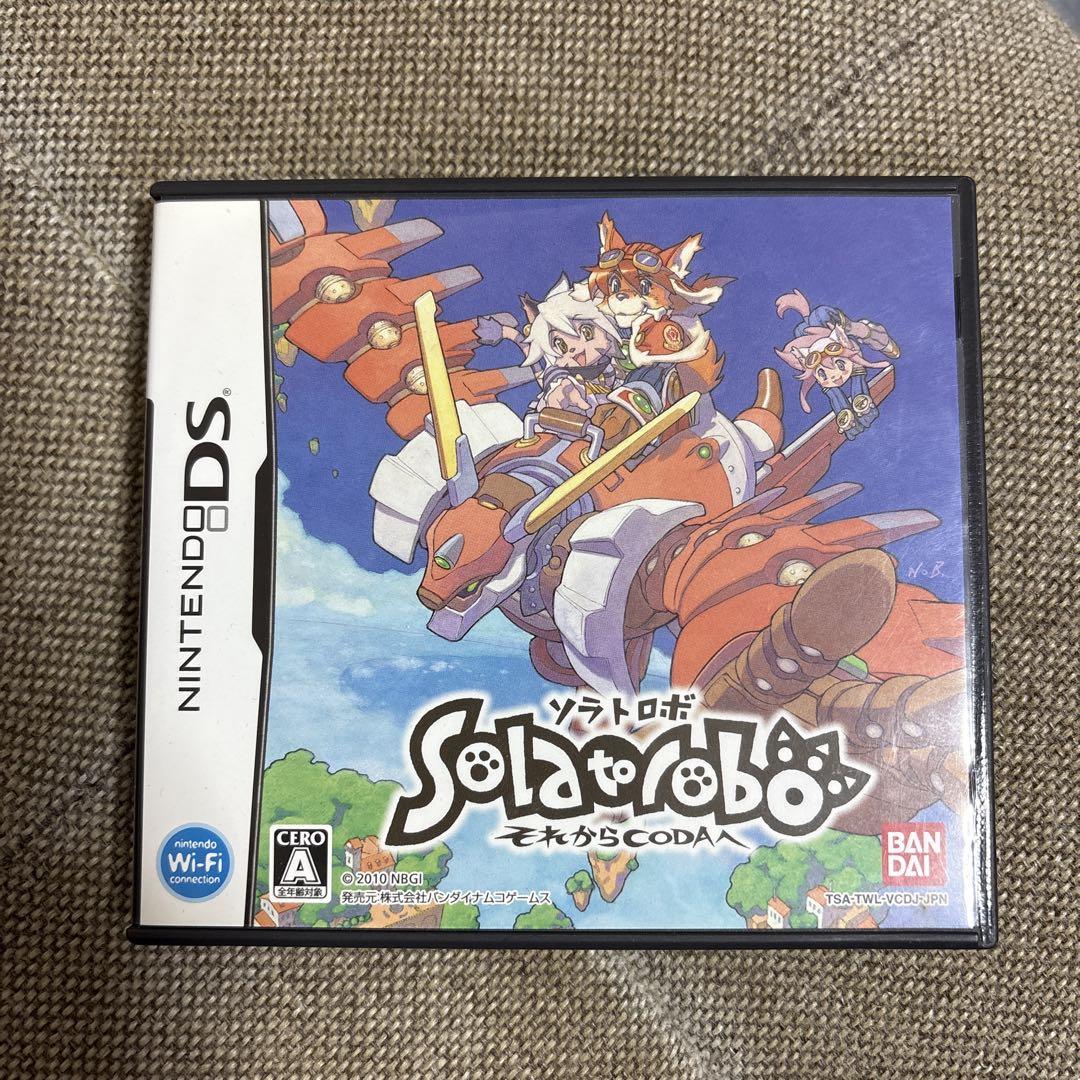 NINTENDO DS®
N.o.B.
ソラトロボ
Solatorobo
それからCODAへ
nintendo
Wi-Fi
connection
CERO
A
全年齢対象
© 2010 NBGI
発売元:株式会社バンダイナムコゲームス
BAN
DAI
TSA-TWL-VCDJ-JPN